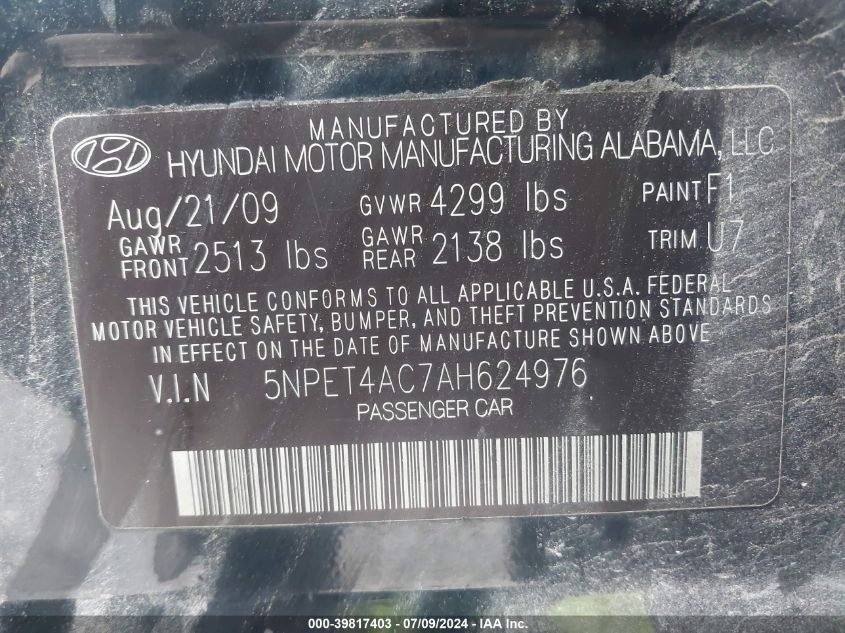 MANUFACTURED BY
HYUNDAI MOTOR MANUFACTURING ALABAMA, LLC
Aug/21/09 GVWR 4299 lbs PAINT F1
GAWR FRONT 2513 lbs GAWR REAR 2138 lbs TRIM U7
THIS VEHICLE CONFORMS TO ALL APPLICABLE U.S.A. FEDERAL
MOTOR VEHICLE SAFETY, BUMPER, AND THEFT PREVENTION STANDARDS
IN EFFECT ON THE DATE OF MANUFACTURE SHOWN ABOVE
V.I.N 5NPET4AC7AH624976
PASSENGER CAR
000-39817403 - 07/09/2024 - IAA Inc.